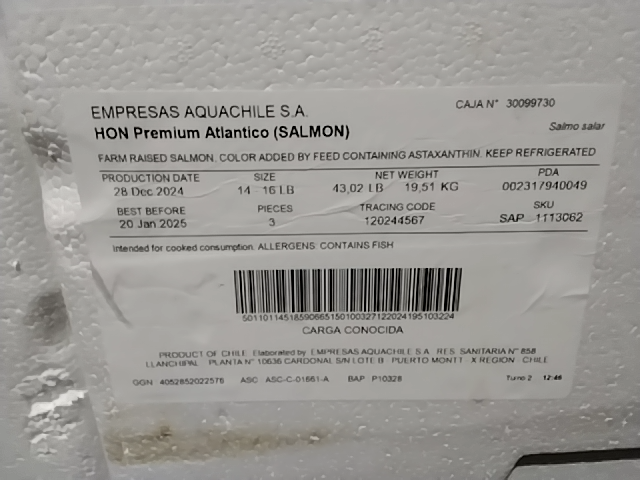 EMPRESAS AQUACHILE S.A.
CAJA N° 30099730
HON Premium Atlantico (SALMON)
Salmo salar
FARM RAISED SALMON. COLOR ADDED BY FEED CONTAINING ASTAXANTHIN. KEEP REFRIGERATED
PRODUCTION DATE SIZE NET WEIGHT PDA
28 Dec 2024 14 - 16 LB 43,02 LB 19,51 KG 002317940049
BEST BEFORE PIECES TRACING CODE SKU
20 Jan 2025 3 120244567 SAP 1113062
Intended for cooked consumption. ALLERGENS: CONTAINS FISH
CARGA CONOCIDA
PRODUCT OF CHILE. Elaborated by: EMPRESAS AQUACHILE S.A. RES. SANITARIA N° 858
LLANCHIPAL - PLANTA N° 10636 CARDONAL S/N LOTE B - PUERTO MONTT - X REGION - CHILE
GGN 4052852022576 ASC ASC-C-01661-A BAP P10328 Turno 2 12:46